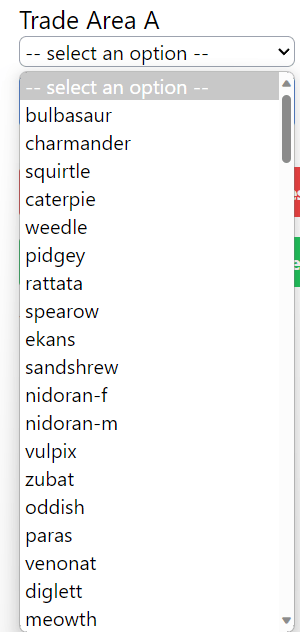 Trade Area A
-- select an option --
-- select an option --
bulbasaur
charmander
squirtle
caterpie
weedle
pidgey
rattata
spearow
ekans
sandshrew
nidoran-f
nidoran-m
vulpix
zubat
oddish
paras
venonat
diglett
meowth